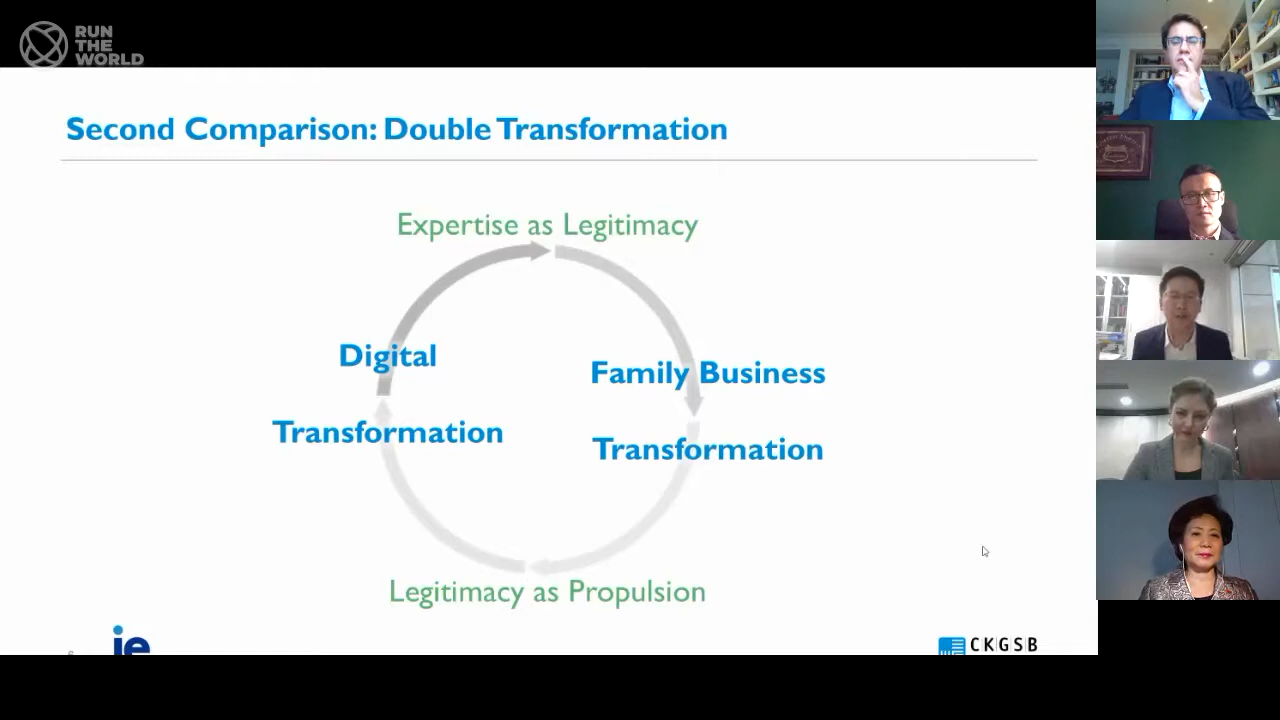 RUN
THE
WORLD
Second Comparison: Double Transformation
Expertise as Legitimacy
Digital
Transformation
Family Business
Transformation
Legitimacy as Propulsion
ie
CKGSB